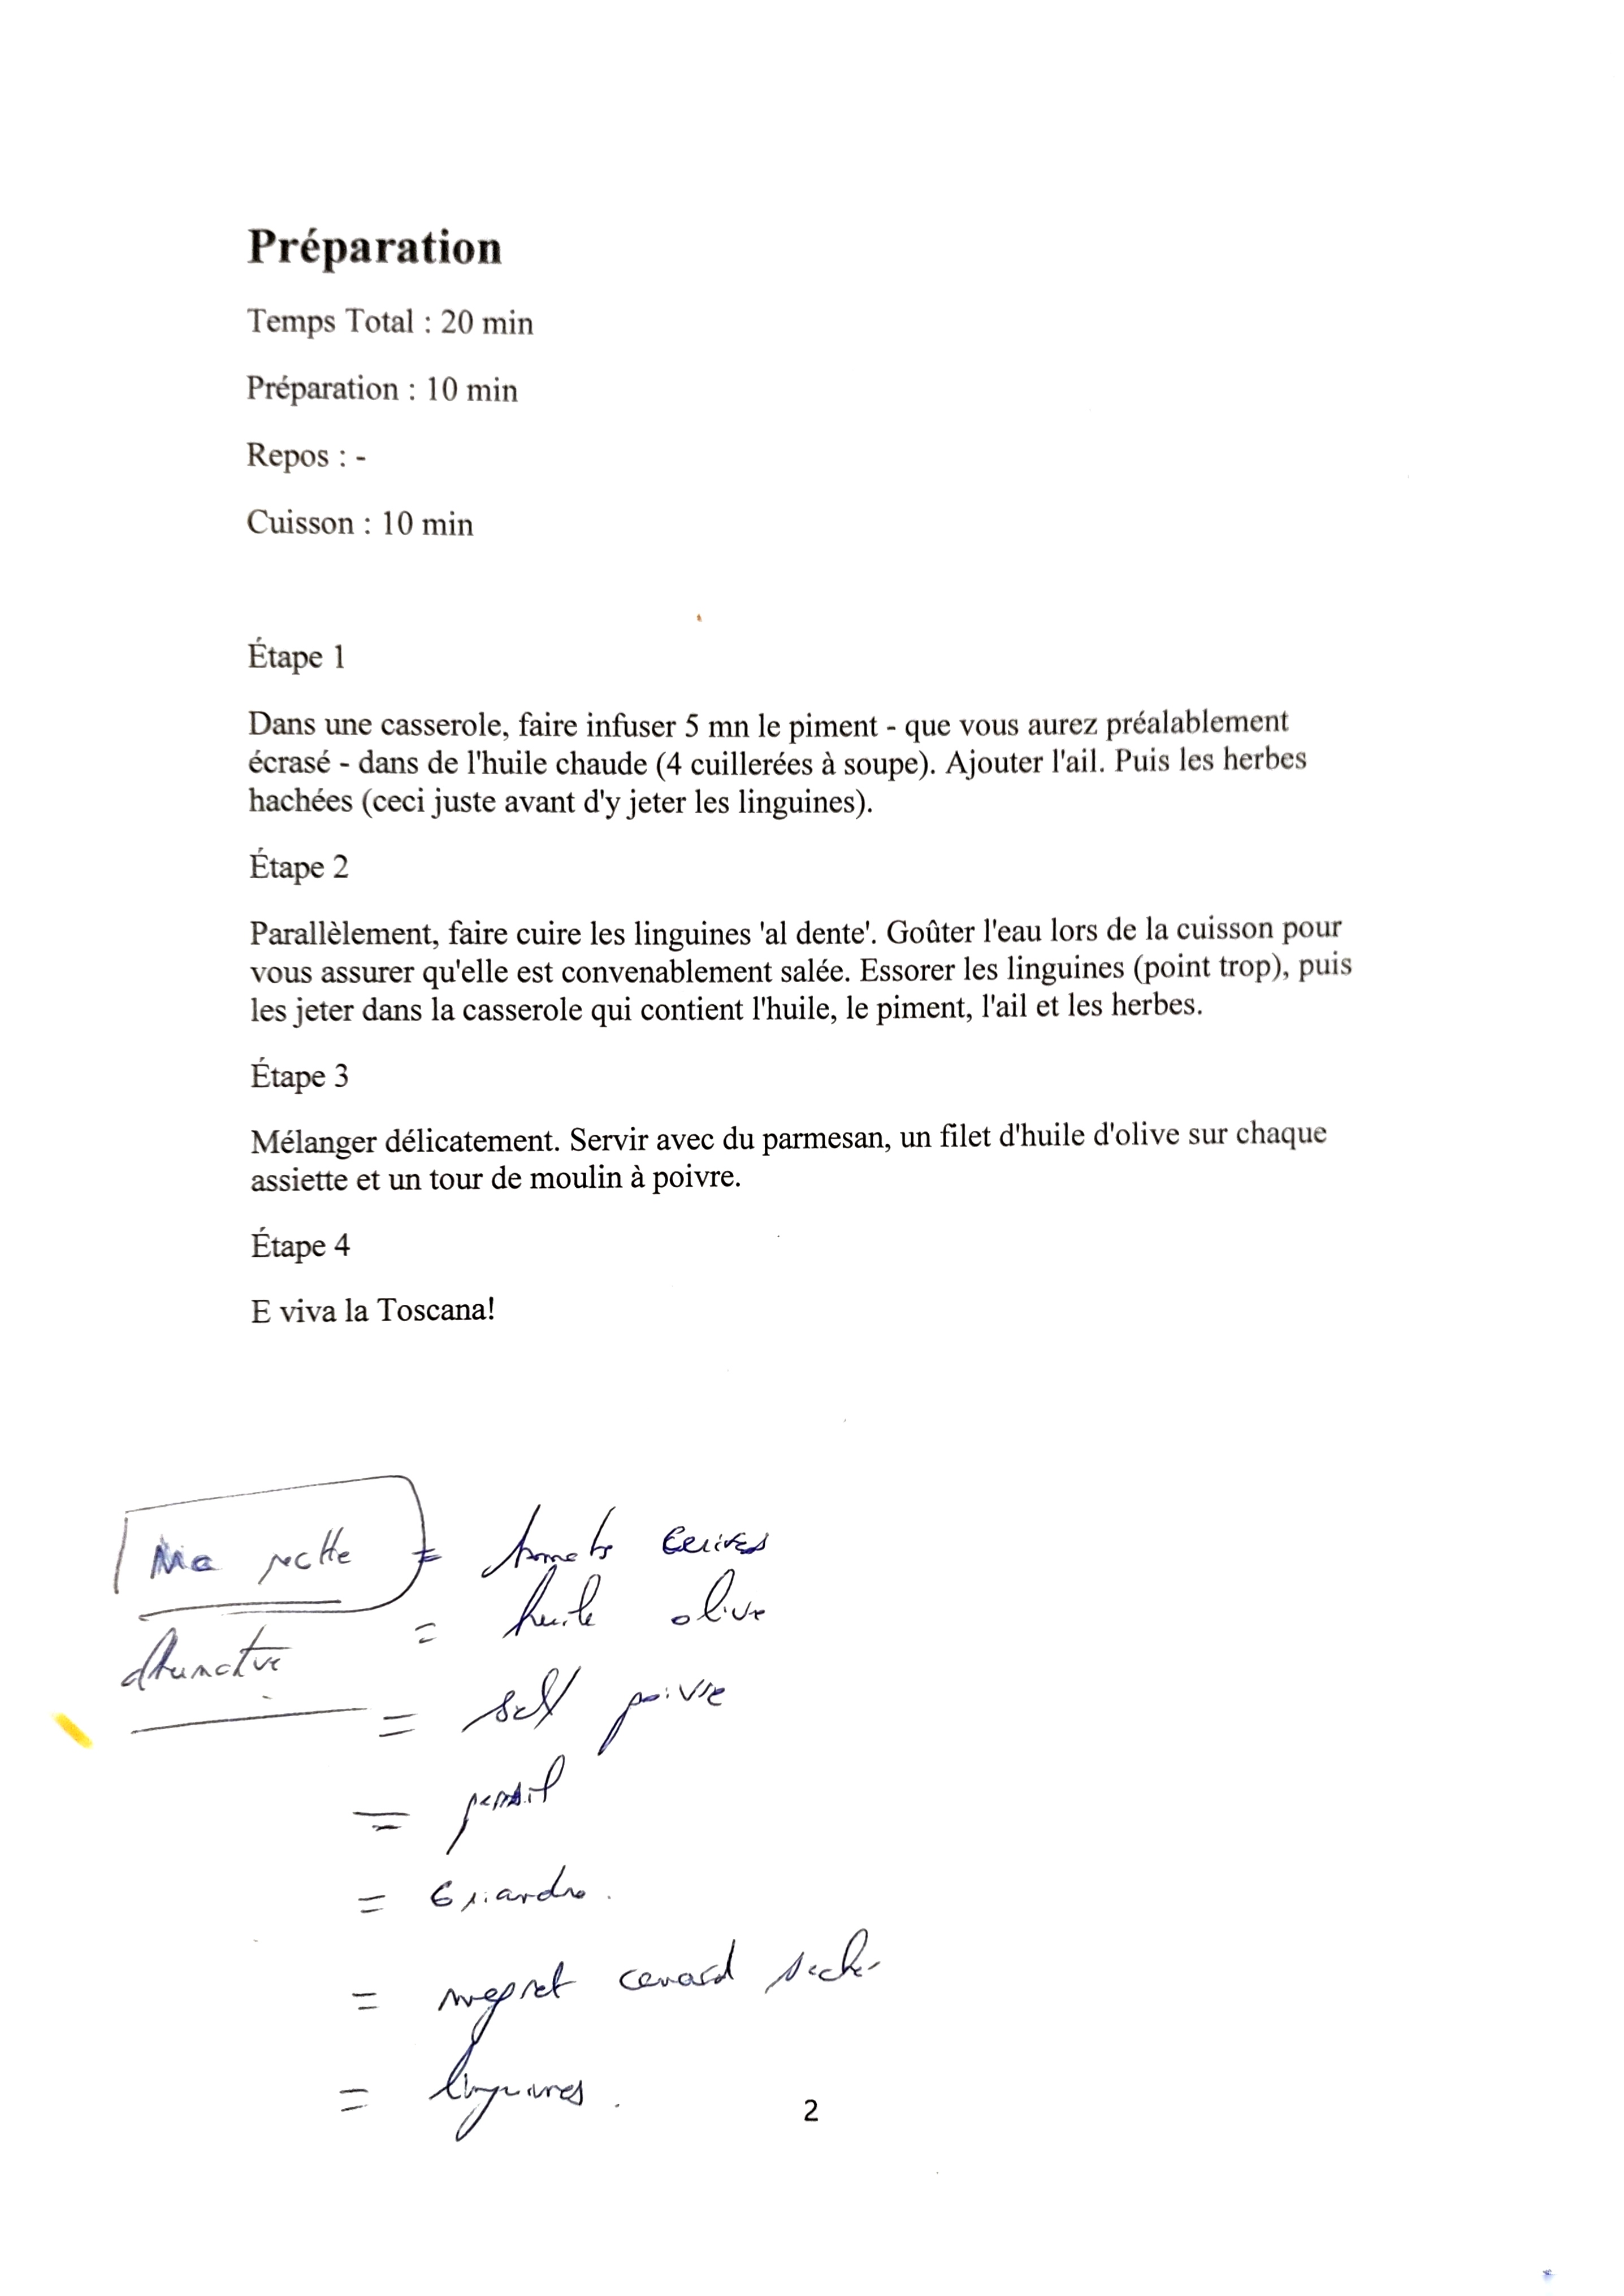 Préparation
Temps Total : 20 min
Préparation : 10 min
Repos : -
Cuisson : 10 min
Étape 1
Dans une casserole, faire infuser 5 mn le piment - que vous aurez préalablement
écrasé - dans de l'huile chaude (4 cuillerées à soupe). Ajouter l'ail. Puis les herbes
hachées (ceci juste avant d'y jeter les linguines).
Étape 2
Parallèlement, faire cuire les linguines 'al dente'. Goûter l'eau lors de la cuisson pour
vous assurer qu'elle est convenablement salée. Essorer les linguines (point trop), puis
les jeter dans la casserole qui contient l'huile, le piment, l'ail et les herbes.
Étape 3
Mélanger délicatement. Servir avec du parmesan, un filet d'huile d'olive sur chaque
assiette et un tour de moulin à poivre.
Étape 4
E viva la Toscana!
Ma = tomates cerises
alternative = huile olive
= sel poivre
= persil
= coriandre.
= magret canard séché
= linguines.
2